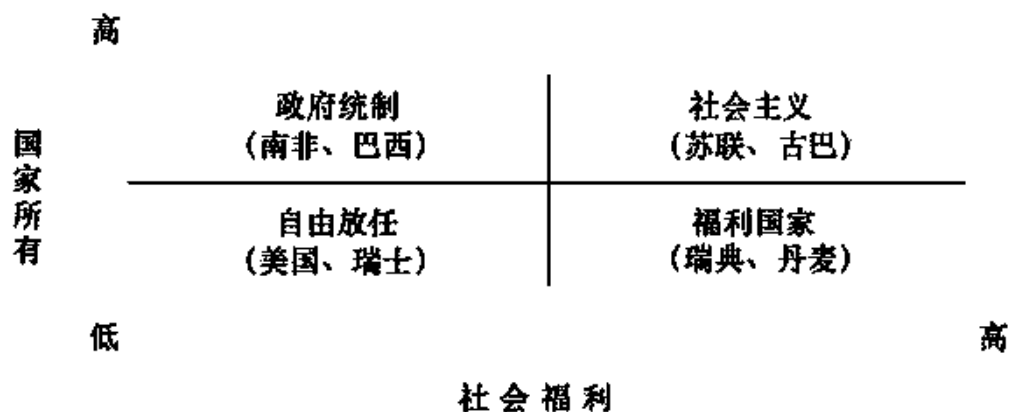 高
政府统制
(南非、巴西)
社会主义
(苏联、古巴)
国家所有
自由放任
(美国、瑞士)
福利国家
(瑞典、丹麦)
低
高
社会福利